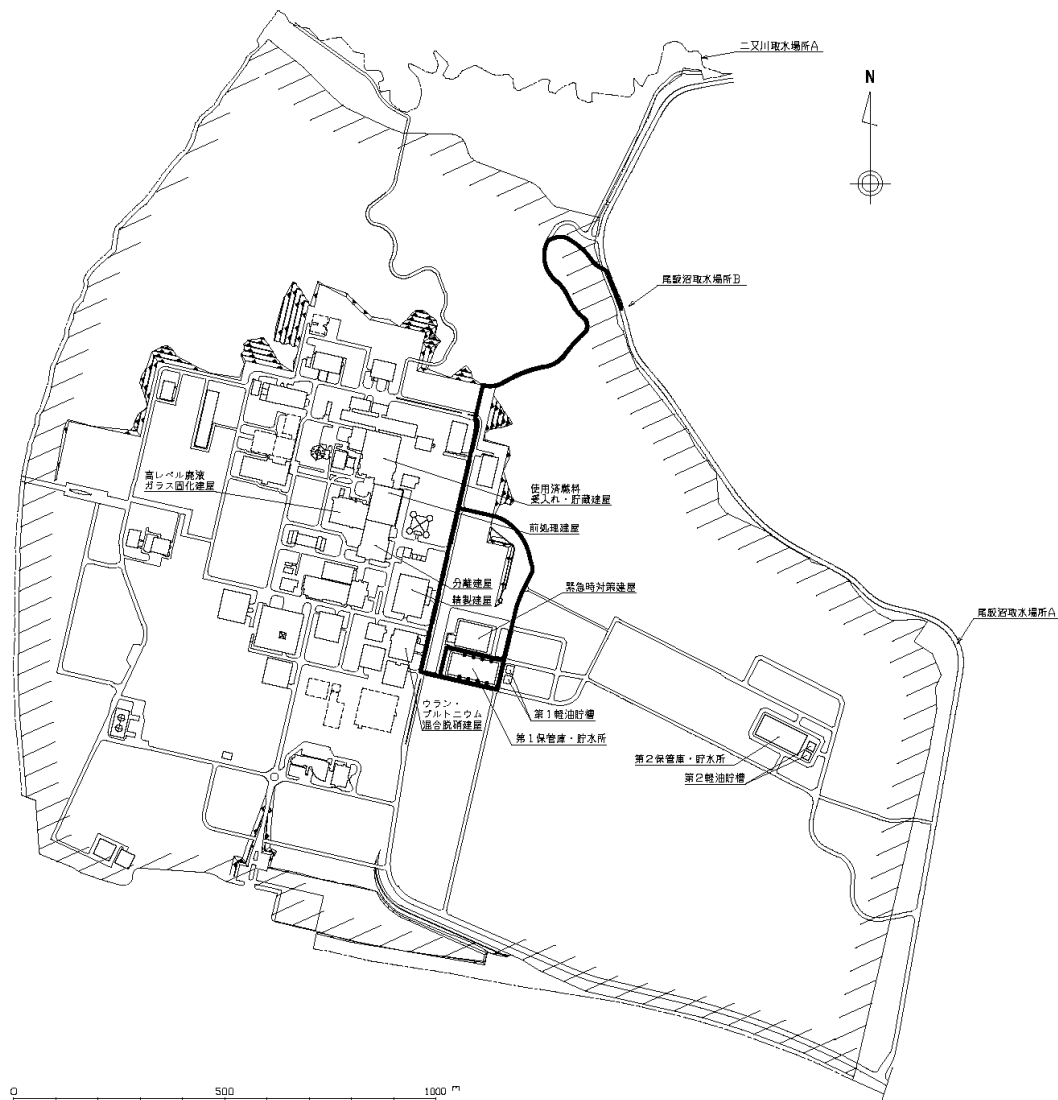 二又川取水場所A
N
尾駮沼取水場所B
高レベル廃液
ガラス固化建屋
使用済燃料
受入れ・貯蔵建屋
前処理建屋
分離建屋
精製建屋
緊急時対策建屋
尾駮沼取水場所A
ウラン・
プルトニウム
混合脱硝建屋
第1軽油貯槽
第1保管庫・貯水所
第2保管庫・貯水所
第2軽油貯槽
0 500 1000 m